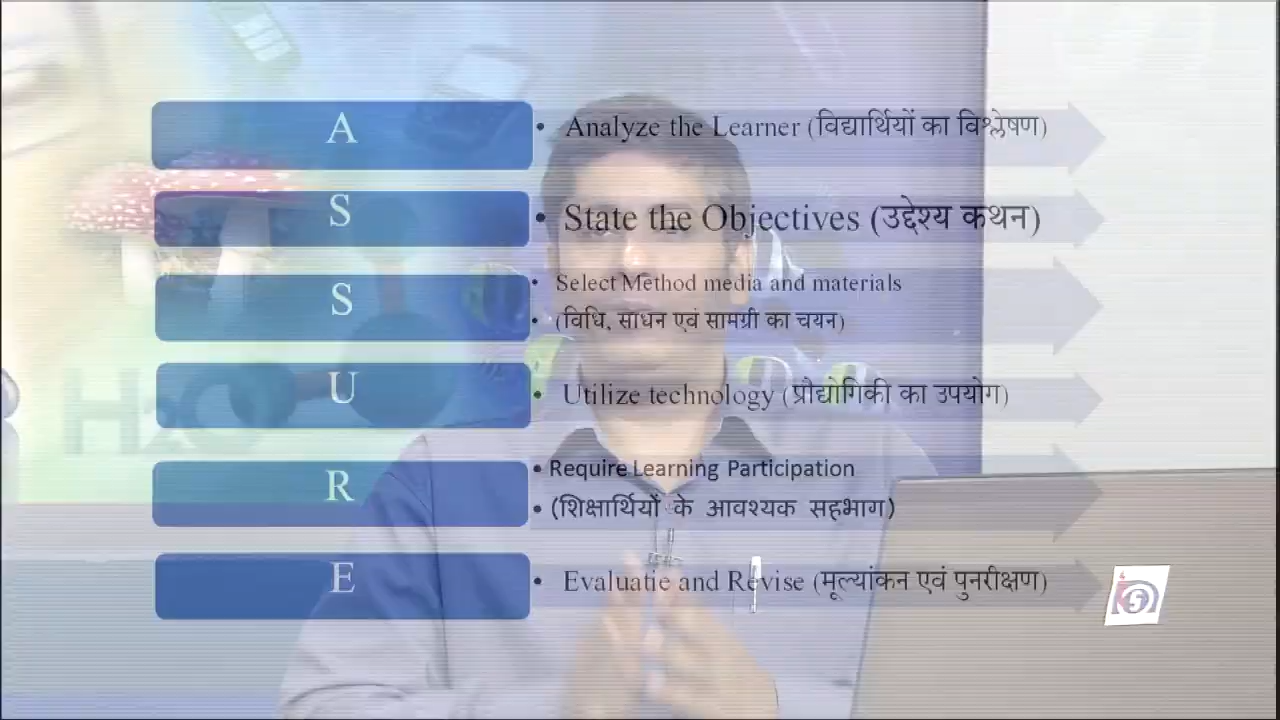 A
• Analyze the Learner (विद्यार्थियों का विश्लेषण)
S
• State the Objectives (उद्देश्य कथन)
S
• Select Method media and materials
• (विधि, साधन एवं सामग्री का चयन)
U
• Utilize technology (प्रौद्योगिकी का उपयोग)
R
• Require Learning Participation
• (शिक्षार्थियों के आवश्यक सहभाग)
E
• Evaluatie and Revise (मूल्यांकन एवं पुनरीक्षण)